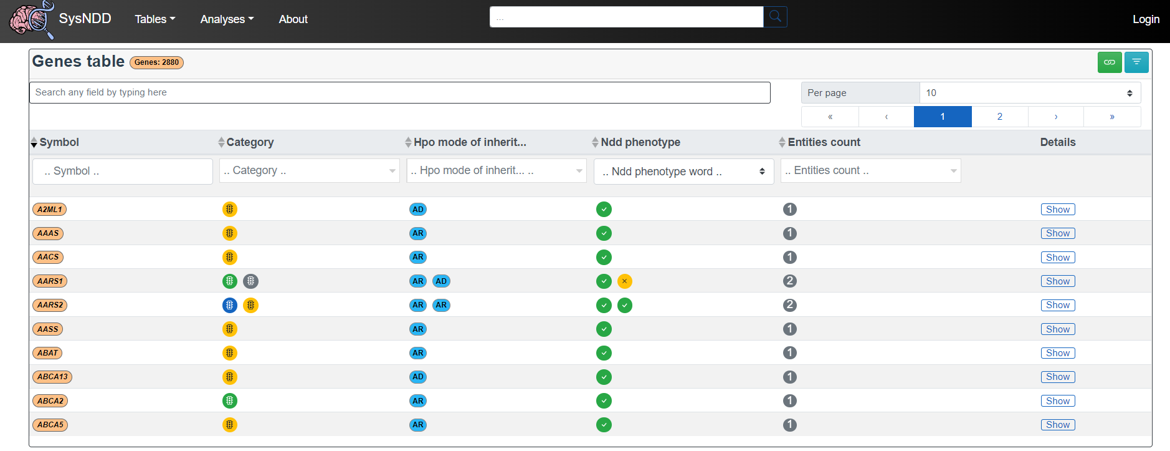 SysNDD Tables Analyses About ... Login
Genes table Genes: 2880
Search any field by typing here Per page 10
« ‹ 1 2 › »
Symbol Category Hpo mode of inherit... Ndd phenotype Entities count Details
.. Symbol .. .. Category .. .. Hpo mode of inherit... .. .. Ndd phenotype word .. .. Entities count ..
A2ML1 AD 1 Show
AAAS AR 1 Show
AACS AR 1 Show
AARS1 AR AD 2 Show
AARS2 AR AR 2 Show
AASS AR 1 Show
ABAT AR 1 Show
ABCA13 AD 1 Show
ABCA2 AR 1 Show
ABCA5 AR 1 Show